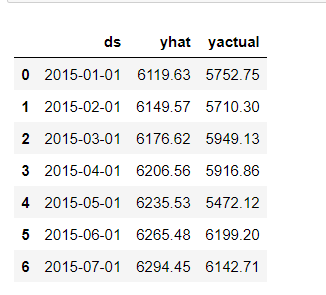 ds yhat yactual
0 2015-01-01 6119.63 5752.75
1 2015-02-01 6149.57 5710.30
2 2015-03-01 6176.62 5949.13
3 2015-04-01 6206.56 5916.86
4 2015-05-01 6235.53 5472.12
5 2015-06-01 6265.48 6199.20
6 2015-07-01 6294.45 6142.71